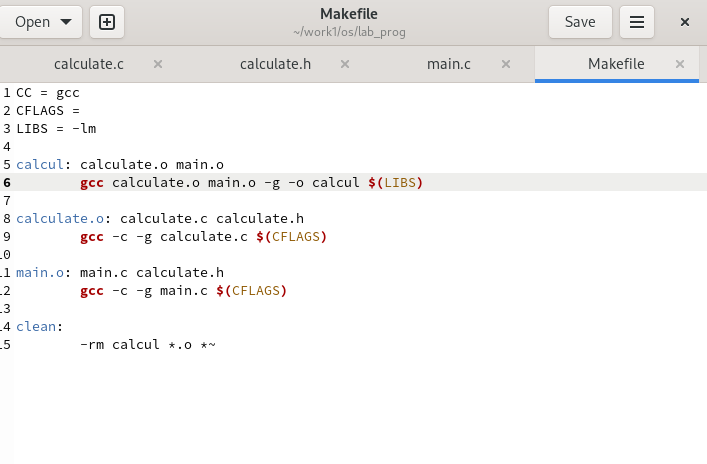 Open
Makefile
~/work1/os/lab_prog
Save
calculate.c
calculate.h
main.c
Makefile
1 CC = gcc
2 CFLAGS =
3 LIBS = -lm
4
5 calcul: calculate.o main.o
6 gcc calculate.o main.o -g -o calcul $(LIBS)
7
8 calculate.o: calculate.c calculate.h
9 gcc -c -g calculate.c $(CFLAGS)
10
11 main.o: main.c calculate.h
12 gcc -c -g main.c $(CFLAGS)
13
14 clean:
15 -rm calcul *.o *~